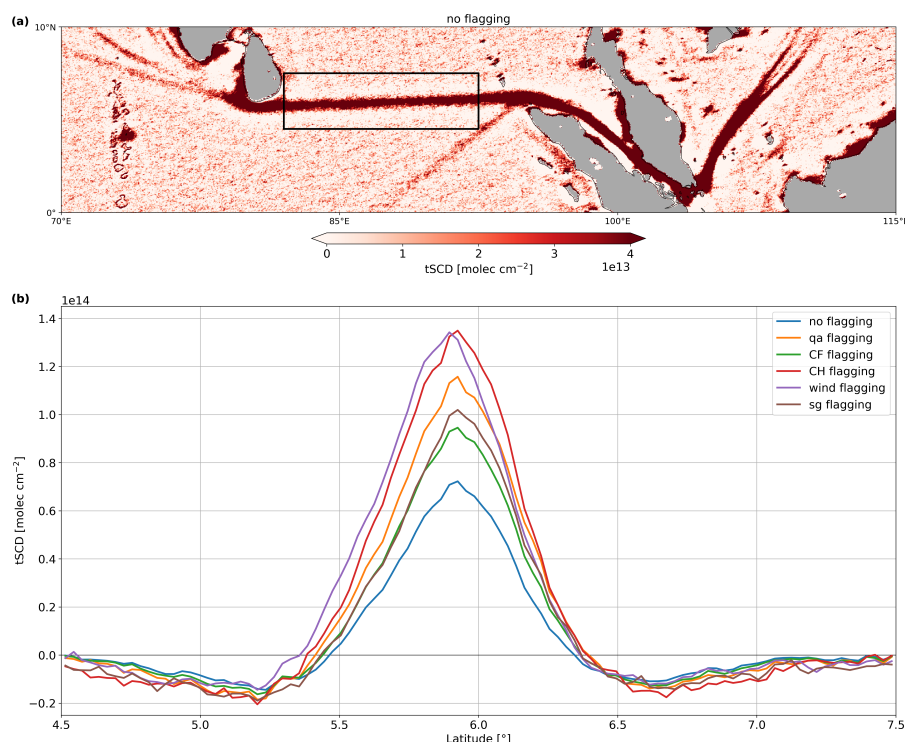 (a)
no flagging
10°N
0°
70°E
85°E
100°E
115°E
0
1
2
3
4
1e13
tSCD [molec cm⁻²]
(b)
1e14
1.4
1.2
1.0
0.8
0.6
0.4
0.2
0.0
−0.2
tSCD [molec cm⁻²]
no flagging
qa flagging
CF flagging
CH flagging
wind flagging
sg flagging
4.5
5.0
5.5
6.0
6.5
7.0
7.5
Latitude [°]